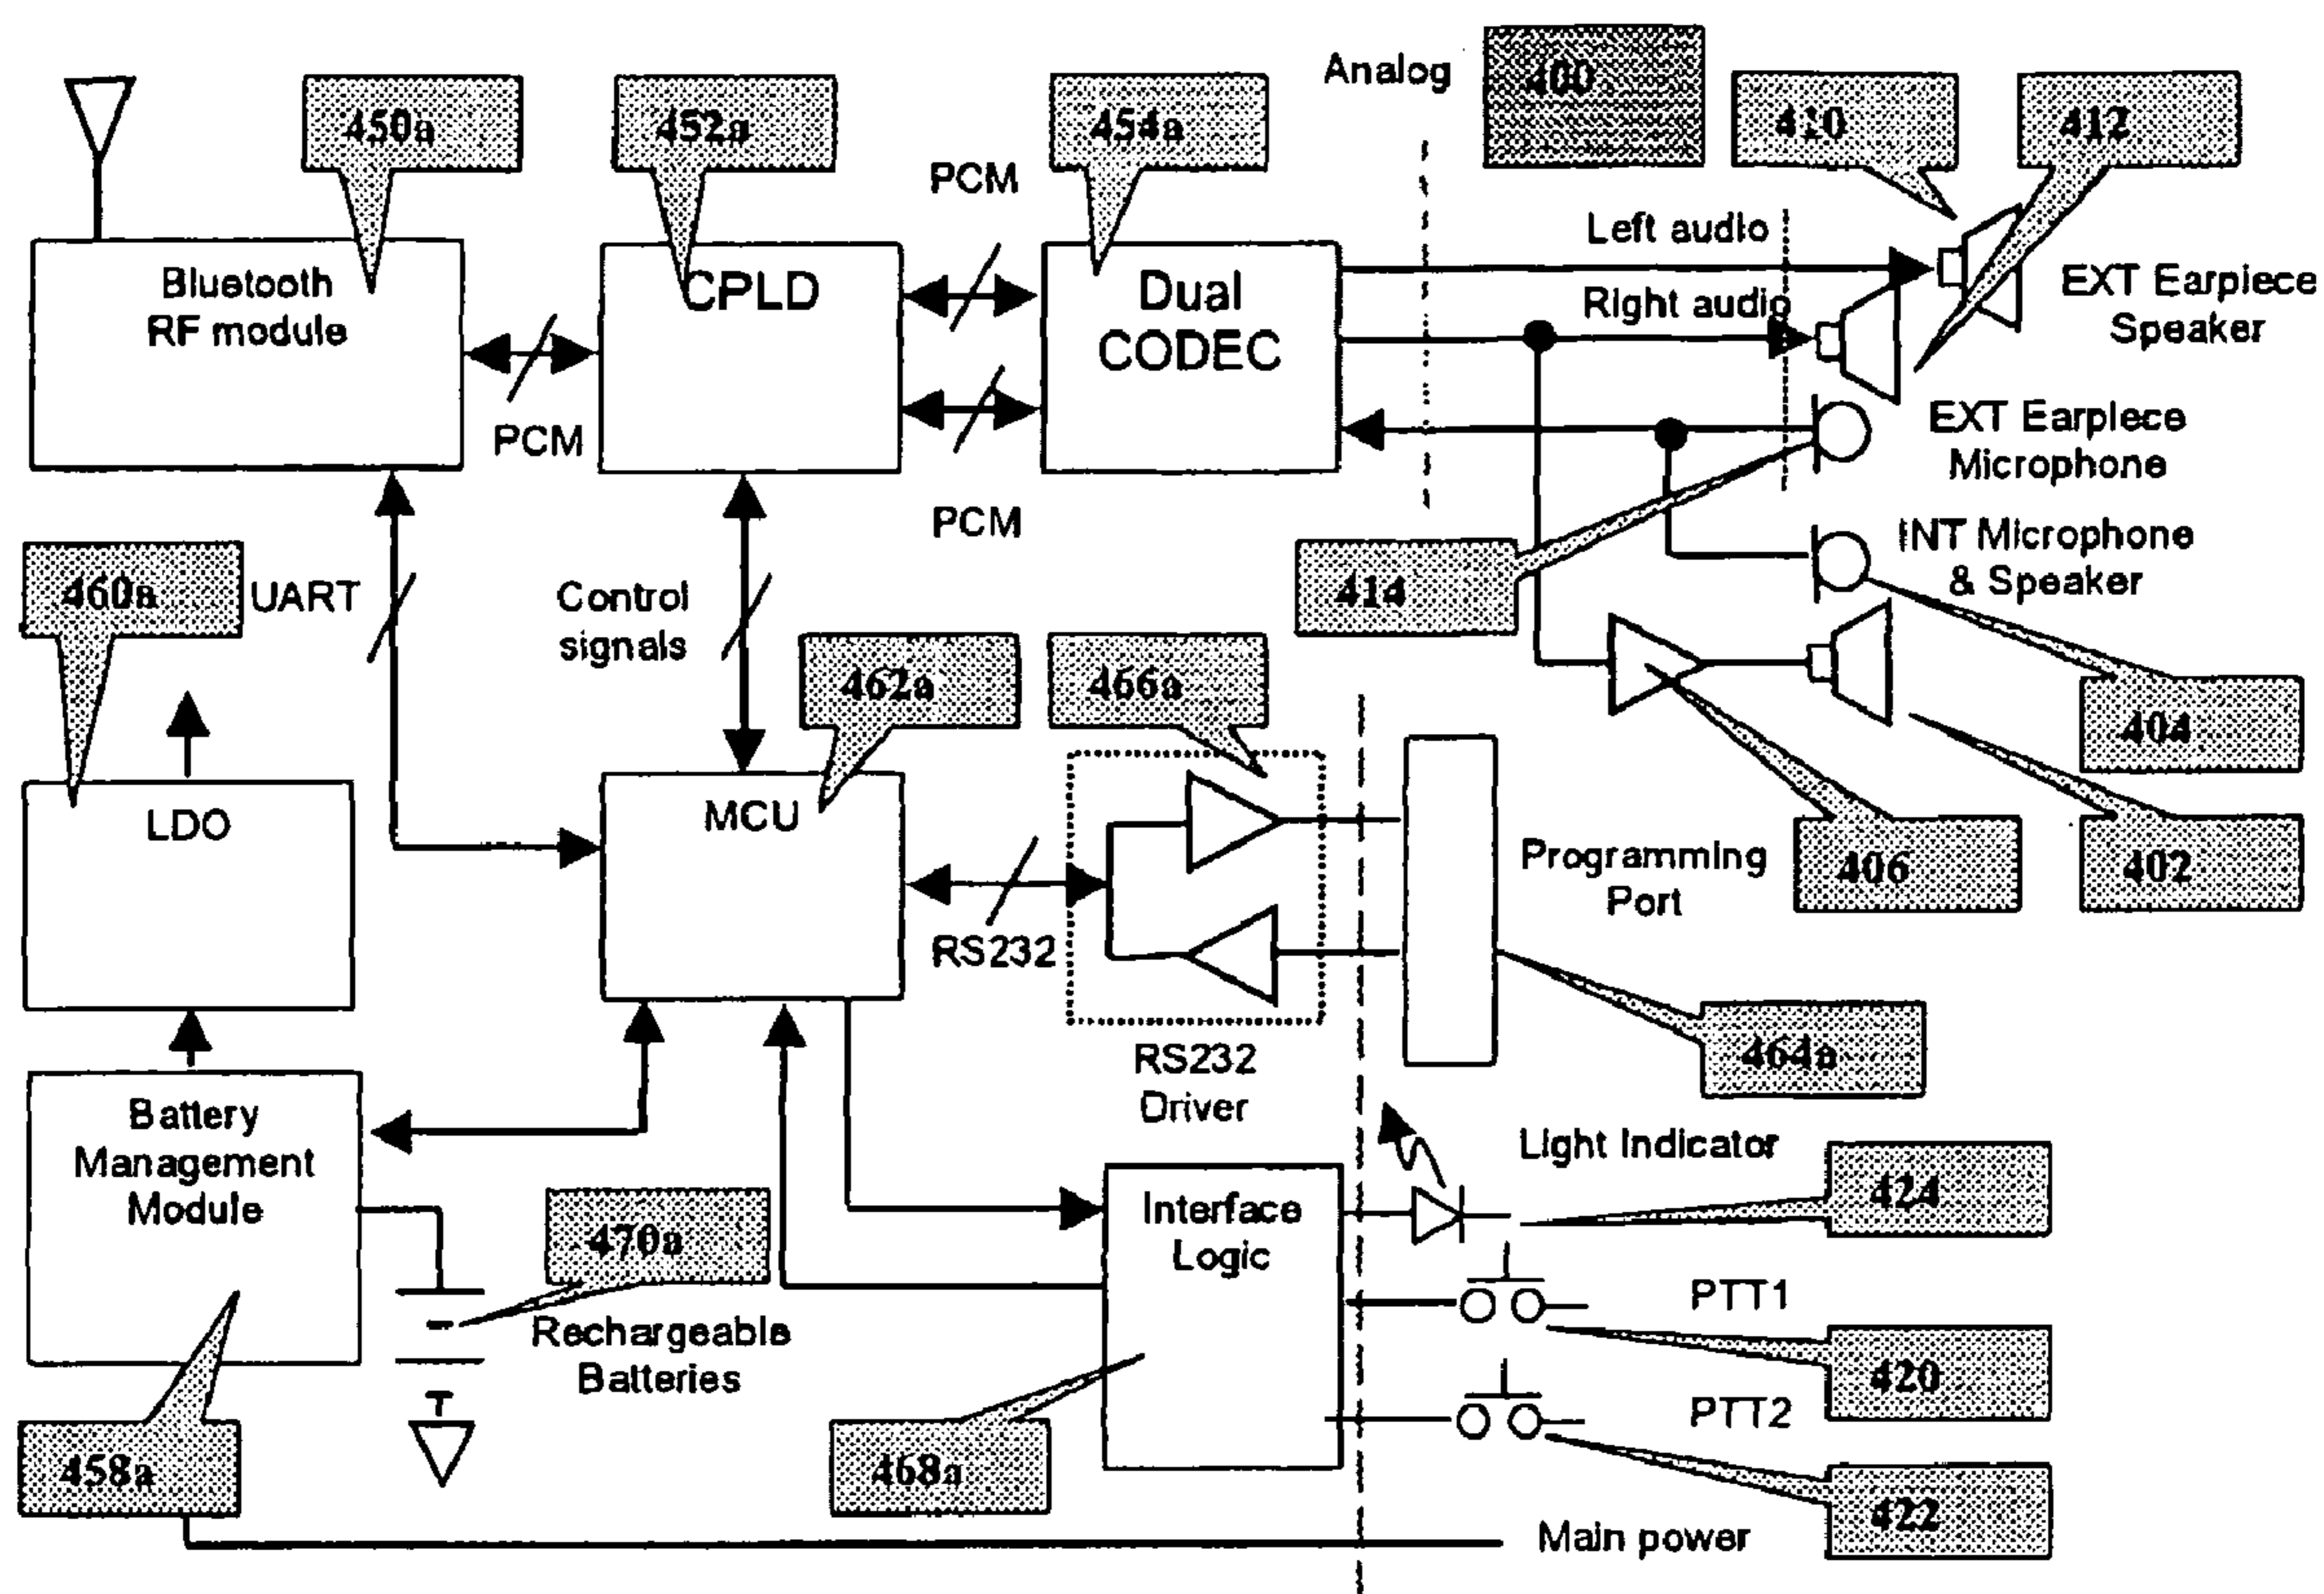 Analog
400
410
412
450a
452a
454a
PCM
Left audio
Bluetooth
RF module
CPLD
Dual
CODEC
Right audio
EXT Earpiece
Speaker
PCM
EXT Earpiece
Microphone
PCM
INT Microphone
& Speaker
414
460a
UART
Control
signals
462a
466a
404
LDO
MCU
Programming
Port
406
402
RS232
464a
RS232
Driver
Battery
Management
Module
Light Indicator
424
470a
Interface
Logic
PTT1
Rechargeable
Batteries
420
PTT2
458a
468a
422
Main power